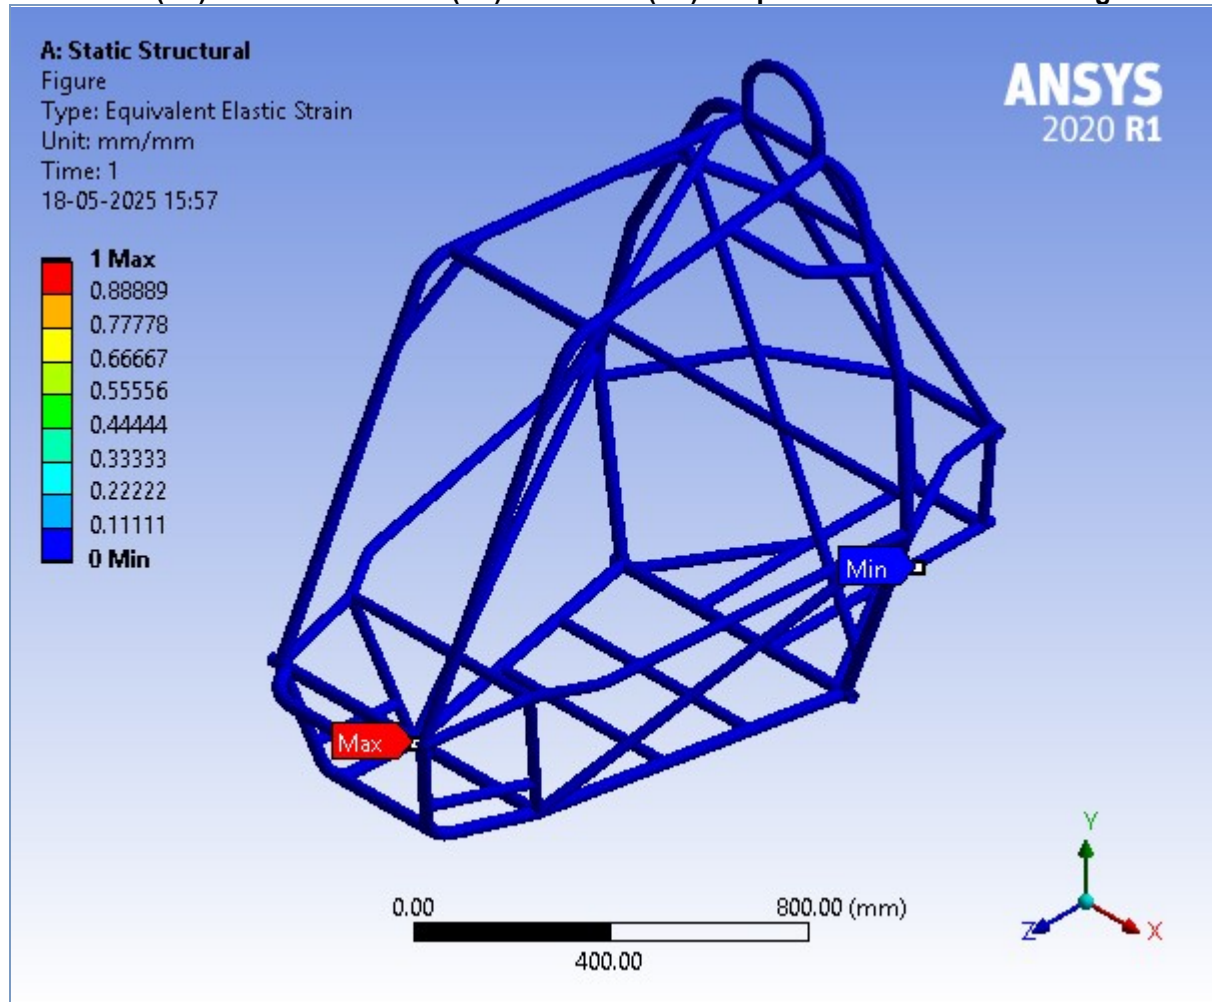 A: Static Structural
Figure
Type: Equivalent Elastic Strain
Unit: mm/mm
Time: 1
18-05-2025 15:57
ANSYS
2020 R1
1 Max
0.88889
0.77778
0.66667
0.55556
0.44444
0.33333
0.22222
0.11111
0 Min
Min
Max
0.00
800.00 (mm)
400.00
Y
Z
X